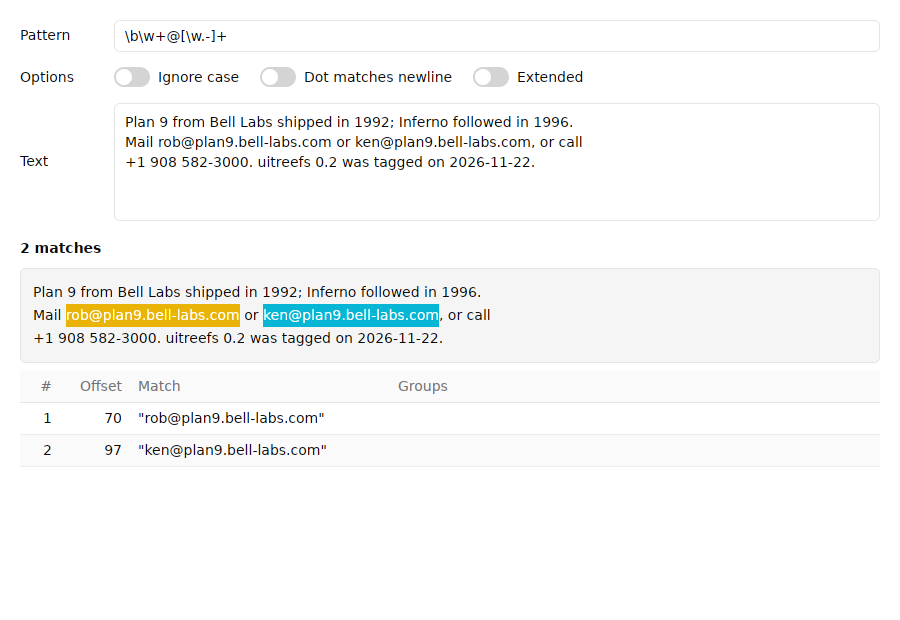 Pattern
\b\w+@[\w.-]+
Options
Ignore case
Dot matches newline
Extended
Text
Plan 9 from Bell Labs shipped in 1992; Inferno followed in 1996.
Mail rob@plan9.bell-labs.com or ken@plan9.bell-labs.com, or call
+1 908 582-3000. uitreefs 0.2 was tagged on 2026-11-22.
2 matches
Plan 9 from Bell Labs shipped in 1992; Inferno followed in 1996.
Mail rob@plan9.bell-labs.com or ken@plan9.bell-labs.com, or call
+1 908 582-3000. uitreefs 0.2 was tagged on 2026-11-22.
# Offset Match Groups
1 70 "rob@plan9.bell-labs.com"
2 97 "ken@plan9.bell-labs.com"